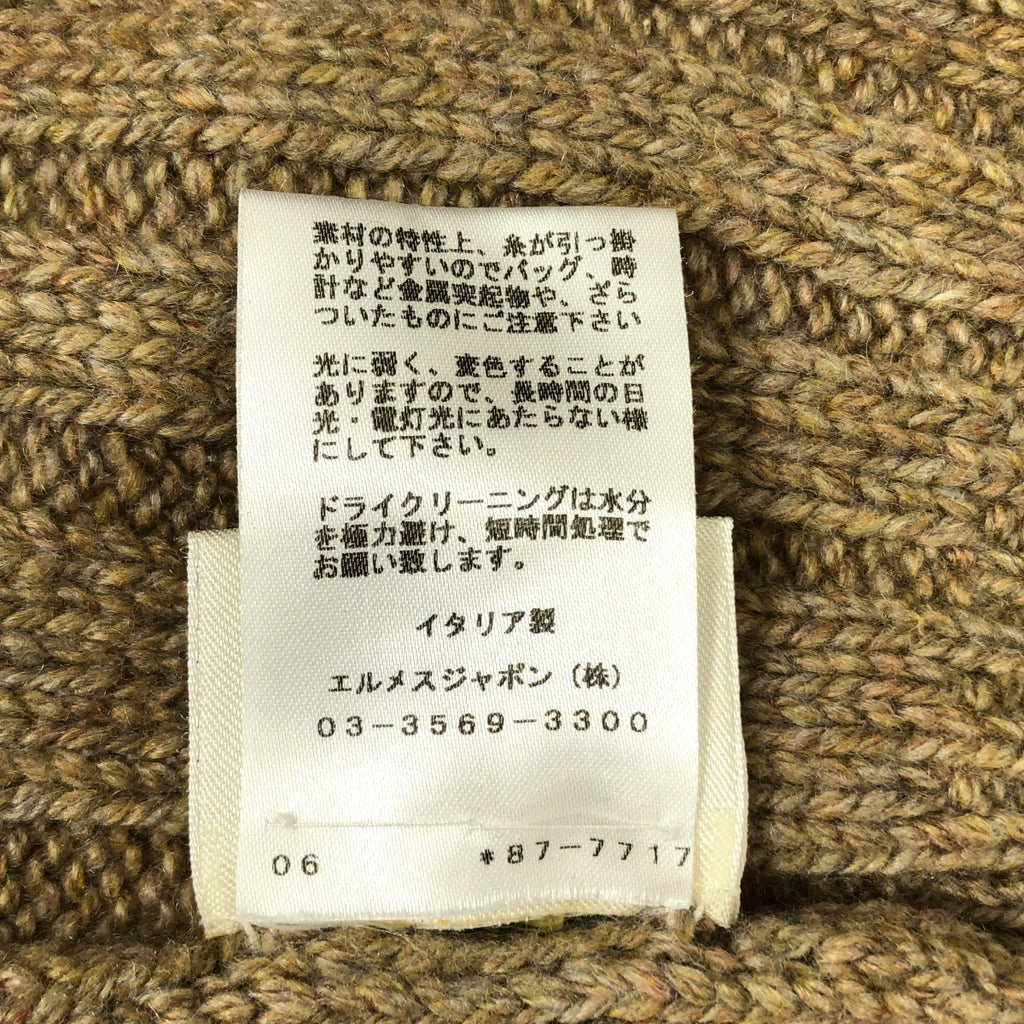 素材の特性上、糸が引っ掛
かりやすいのでバッグ、時
計など金属突起物や、ざら
ついたものにご注意下さい
光に弱く、変色することが
ありますので、長時間の日
光・電灯光にあたらない様
にして下さい。
ドライクリーニングは水分
を極力避け、短時間処理で
お願い致します。
イタリア製
エルメスジャポン（株）
03-3569-3300
06 *87-7717